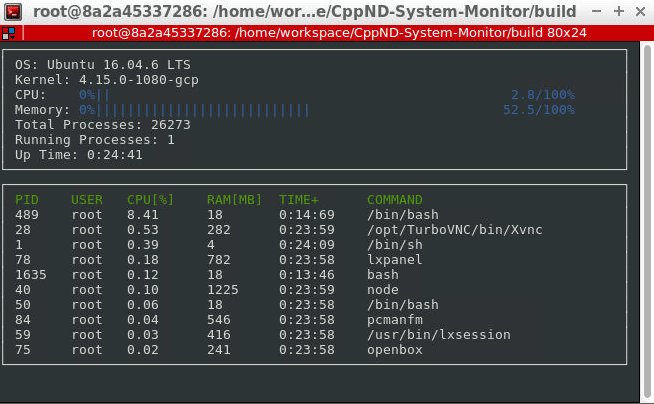 root@8a2a45337286: /home/wor...e/CppND-System-Monitor/build
root@8a2a45337286: /home/workspace/CppND-System-Monitor/build 80x24
OS: Ubuntu 16.04.6 LTS
Kernel: 4.15.0-1080-gcp
CPU: 0%|| 2.8/100%
Memory: 0%||||||||||||||||||||||||||| 52.5/100%
Total Processes: 26273
Running Processes: 1
Up Time: 0:24:41
PID USER CPU[%] RAM[MB] TIME+ COMMAND
489 root 8.41 18 0:14:69 /bin/bash
28 root 0.53 282 0:23:59 /opt/TurboVNC/bin/Xvnc
1 root 0.39 4 0:24:09 /bin/sh
78 root 0.18 782 0:23:58 lxpanel
1635 root 0.12 18 0:13:46 bash
40 root 0.10 1225 0:23:59 node
50 root 0.06 18 0:23:58 /bin/bash
84 root 0.04 546 0:23:58 pcmanfm
59 root 0.03 416 0:23:58 /usr/bin/lxsession
75 root 0.02 241 0:23:58 openbox